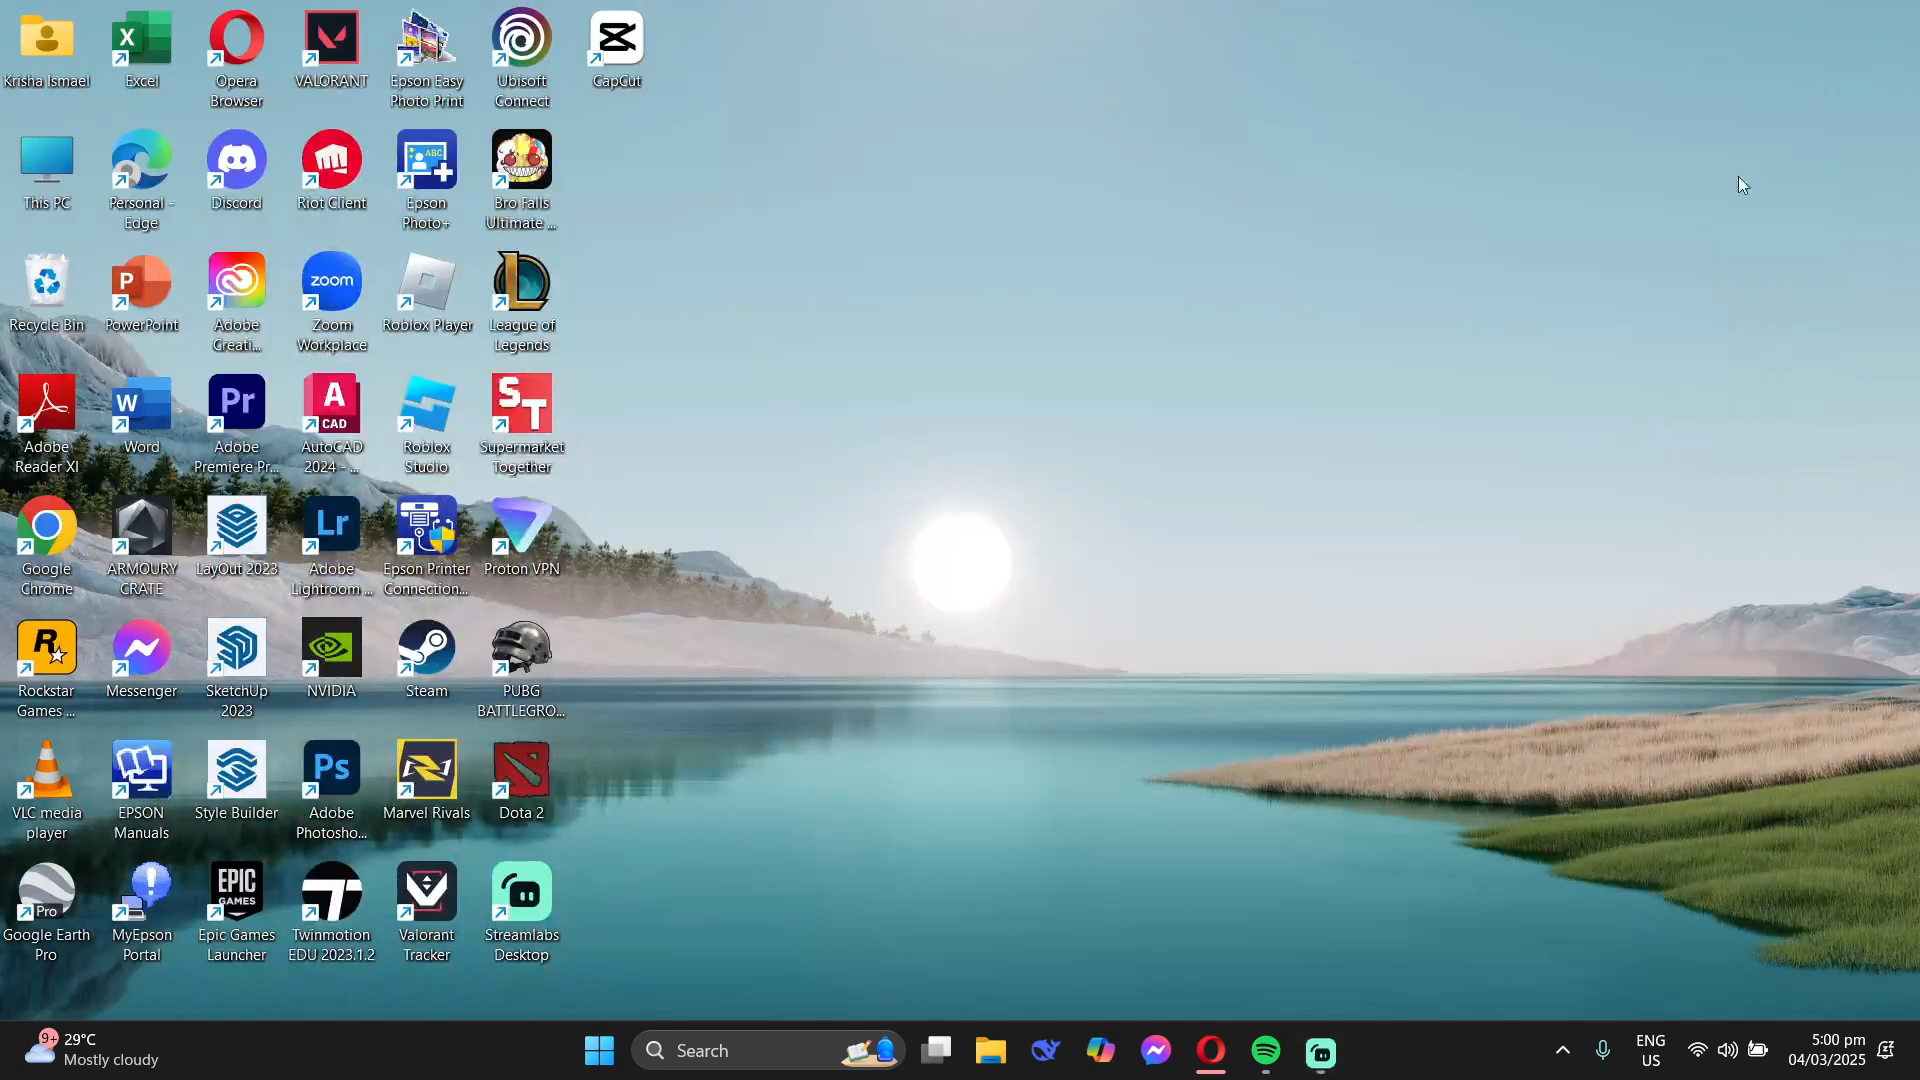 Krisha Ismael
Excel
Opera
Browser
VALORANT
Epson Easy
Photo Print
Ubisoft
Connect
CapCut
This PC
Personal -
Edge
Discord
Riot Client
ABC
Epson
Photo+
Bro Falls
Ultimate ...
Recycle Bin
PowerPoint
Adobe
Creati...
zoom
Zoom
Workplace
Roblox Player
League of
Legends
Adobe
Reader XI
Word
Pr
Adobe
Premiere Pr...
A
CAD
AutoCAD
2024 - ...
Roblox
Studio
ST
Supermarket
Together
Google
Chrome
ARMOURY
CRATE
LayOut 2023
Lr
Adobe
Lightroom ...
Epson Printer
Connection...
Proton VPN
R
Rockstar
Games ...
Messenger
SketchUp
2023
NVIDIA
Steam
PUBG
BATTLEGRO...
VLC media
player
EPSON
Manuals
Style Builder
Ps
Adobe
Photosho...
Marvel Rivals
Dota 2
Pro
Google Earth
Pro
MyEpson
Portal
EPIC
GAMES
Epic Games
Launcher
Twinmotion
EDU 2023.1.2
Valorant
Tracker
Streamlabs
Desktop
9+
29°C
Mostly cloudy
Search
ENG
US
5:00 pm
04/03/2025